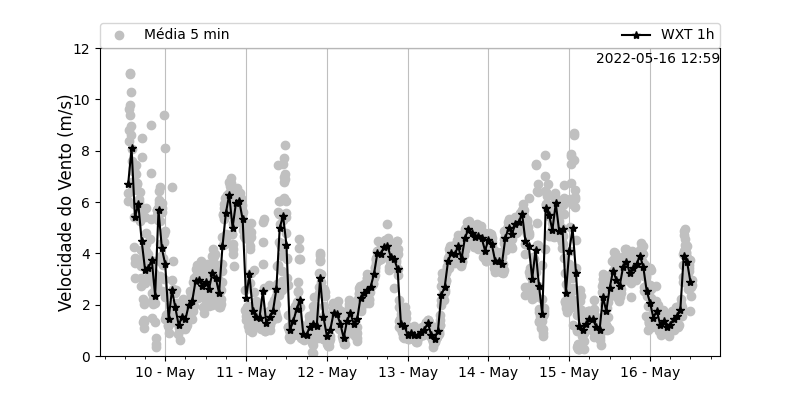 Média 5 min
WXT 1h
2022-05-16 12:59
Velocidade do Vento (m/s)
12
10
8
6
4
2
0
10 - May
11 - May
12 - May
13 - May
14 - May
15 - May
16 - May